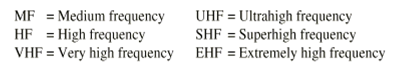 MF = Medium frequency UHF = Ultrahigh frequency
HF = High frequency SHF = Superhigh frequency
VHF = Very high frequency EHF = Extremely high frequency